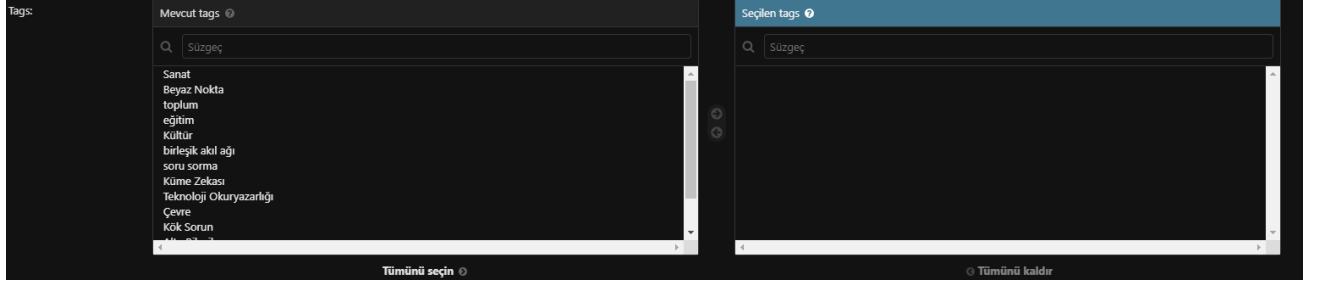 Tags:
Mevcut tags
Süzgeç
Sanat
Beyaz Nokta
toplum
eğitim
Kültür
birleşik akıl ağı
soru sorma
Küme Zekası
Teknoloji Okuryazarlığı
Çevre
Kök Sorun
Tümünü seçin
Seçilen tags
Süzgeç
Tümünü kaldır